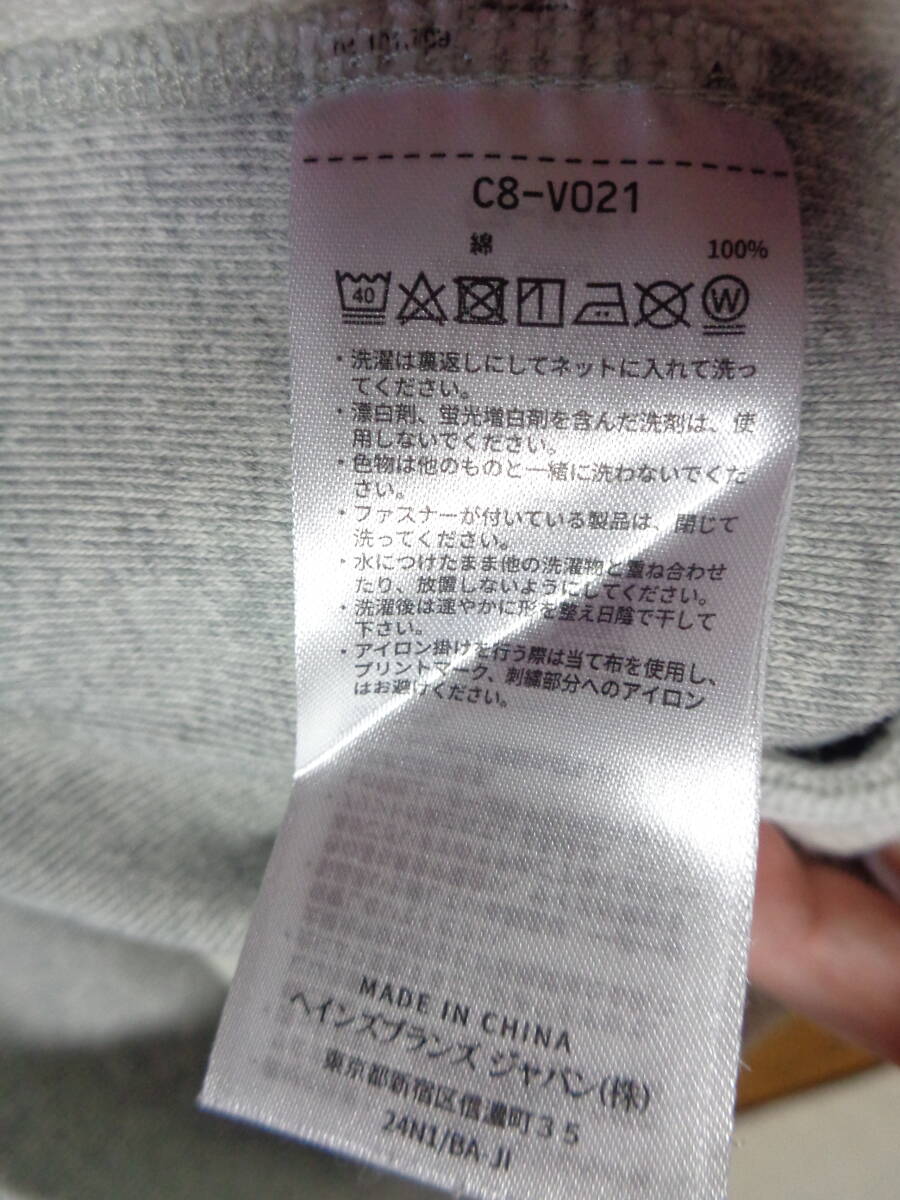 C8-V021
綿 100%
40
W
・洗濯は裏返しにしてネットに入れて洗っ
てください。
・漂白剤、蛍光増白剤を含んだ洗剤は、使
用しないでください。
・色物は他のものと一緒に洗わないでくだ
さい。
・ファスナーが付いている製品は、閉じて
洗ってください。
・水につけたまま他の洗濯物と重ね合わせ
たり、放置しないようにしてください。
・洗濯後は速やかに形を整え日陰で干して
下さい。
・アイロン掛けを行う際は当て布を使用し、
プリントマーク、刺繍部分へのアイロン
はお避けください。
MADE IN CHINA
ヘインズブランズ ジャパン(株)
東京都新宿区信濃町35
24N1/BA-JI